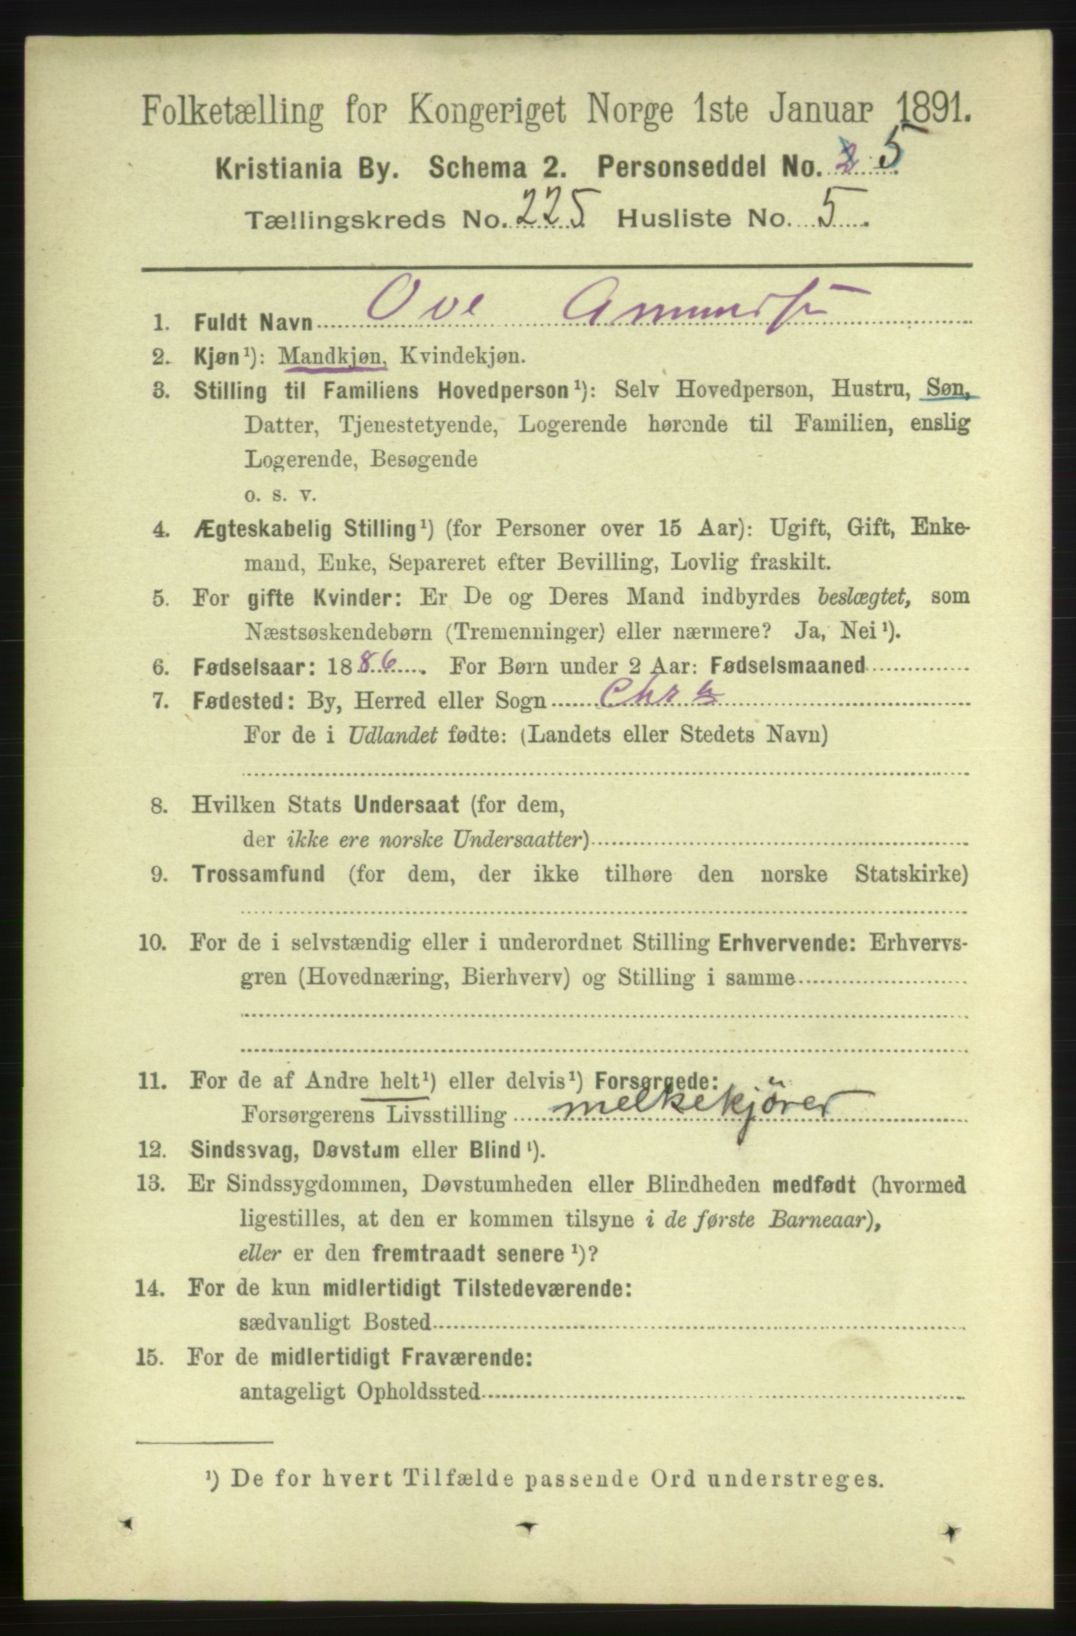 Folketælling for Kongeriget Norge 1ste Januar 1891.
Kristiania By. Schema 2. Personseddel No. 2 5
Tællingskreds No. 225 Husliste No. 5.
1. Fuldt Navn Ove Amundsen
2. Kjøn¹): Mandkjøn, Kvindekjøn.
3. Stilling til Familiens Hovedperson¹): Selv Hovedperson, Hustru, Søn,
Datter, Tjenestetyende, Logerende hørende til Familien, enslig
Logerende, Besøgende
o. s. v.
4. Ægteskabelig Stilling¹) (for Personer over 15 Aar): Ugift, Gift, Enke-
mand, Enke, Separeret efter Bevilling, Lovlig fraskilt.
5. For gifte Kvinder: Er De og Deres Mand indbyrdes beslægtet, som
Næstsøskendebørn (Tremenninger) eller nærmere? Ja, Nei¹).
6. Fødselsaar: 1886. For Børn under 2 Aar: Fødselsmaaned
7. Fødested: By, Herred eller Sogn Chra
For de i Udlandet fødte: (Landets eller Stedets Navn)
8. Hvilken Stats Undersaat (for dem,
der ikke ere norske Undersaatter)
9. Trossamfund (for dem, der ikke tilhøre den norske Statskirke)
10. For de i selvstændig eller i underordnet Stilling Erhvervende: Erhvervs-
gren (Hovednæring, Bierhverv) og Stilling i samme
11. For de af Andre helt¹) eller delvis¹) Forsørgede:
Forsørgerens Livsstilling melkekjører
12. Sindssvag, Døvstum eller Blind¹).
13. Er Sindssygdommen, Døvstumheden eller Blindheden medfødt (hvormed
ligestilles, at den er kommen tilsyne i de første Barneaar),
eller er den fremtraadt senere¹)?
14. For de kun midlertidigt Tilstedeværende:
sædvanligt Bosted
15. For de midlertidigt Fraværende:
antageligt Opholdssted
¹) De for hvert Tilfælde passende Ord understreges.